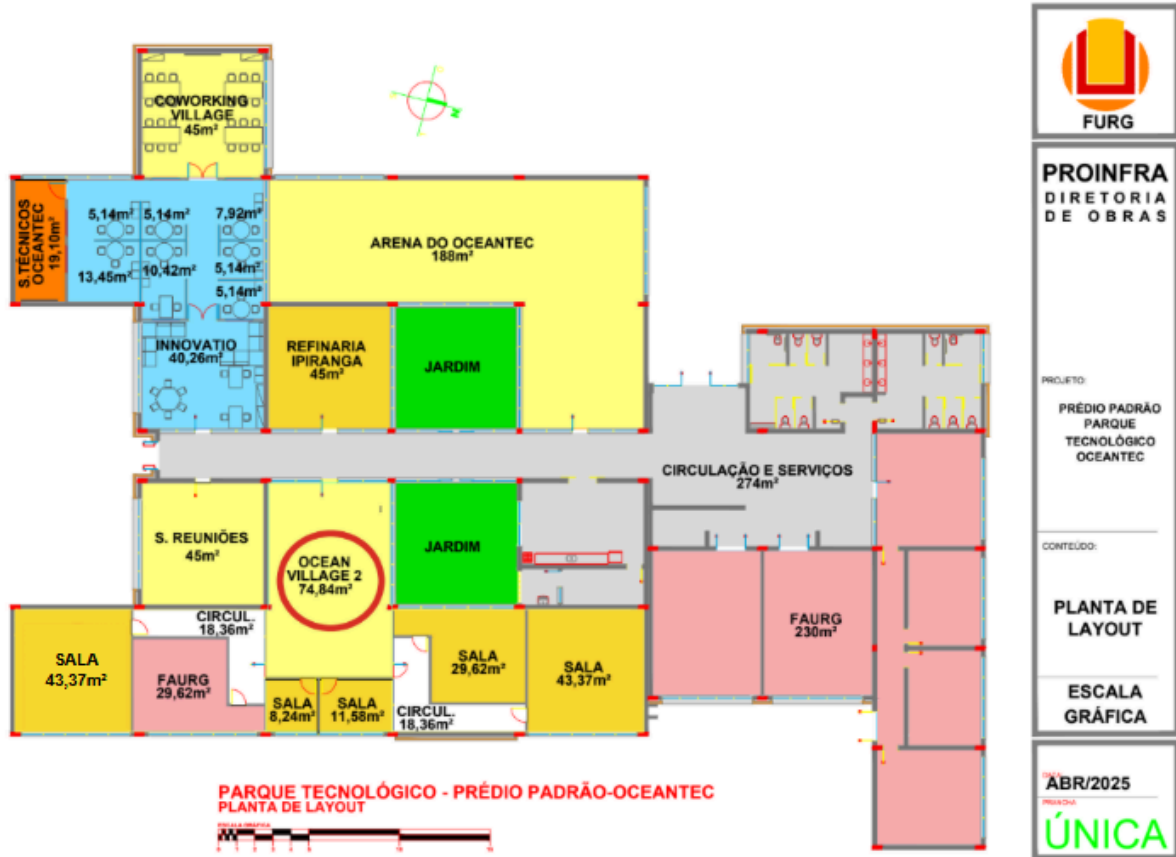 COWORKING
VILLAGE
45m²
S.TÉCNICOS
OCEANTEC
19,10m²
5,14m²
5,14m²
7,92m²
13,45m²
10,42m²
5,14m²
5,14m²
ARENA DO OCEANTEC
188m²
INNOVATIO
40,26m²
REFINARIA
IPIRANGA
45m²
JARDIM
CIRCULAÇÃO E SERVIÇOS
274m²
S. REUNIÕES
45m²
OCEAN
VILLAGE 2
74,84m²
JARDIM
CIRCUL.
18,36m²
SALA
43,37m²
FAURG
29,62m²
SALA
8,24m²
SALA
11,58m²
CIRCUL.
18,36m²
SALA
29,62m²
SALA
43,37m²
FAURG
230m²
PARQUE TECNOLÓGICO - PRÉDIO PADRÃO-OCEANTEC
PLANTA DE LAYOUT
ESCALA GRÁFICA
FURG
PROINFRA
DIRETORIA
DE OBRAS
PROJETO:
PRÉDIO PADRÃO
PARQUE
TECNOLÓGICO
OCEANTEC
CONTEÚDO:
PLANTA DE
LAYOUT
ESCALA
GRÁFICA
DATA:
ABR/2025
PRANCHA
ÚNICA